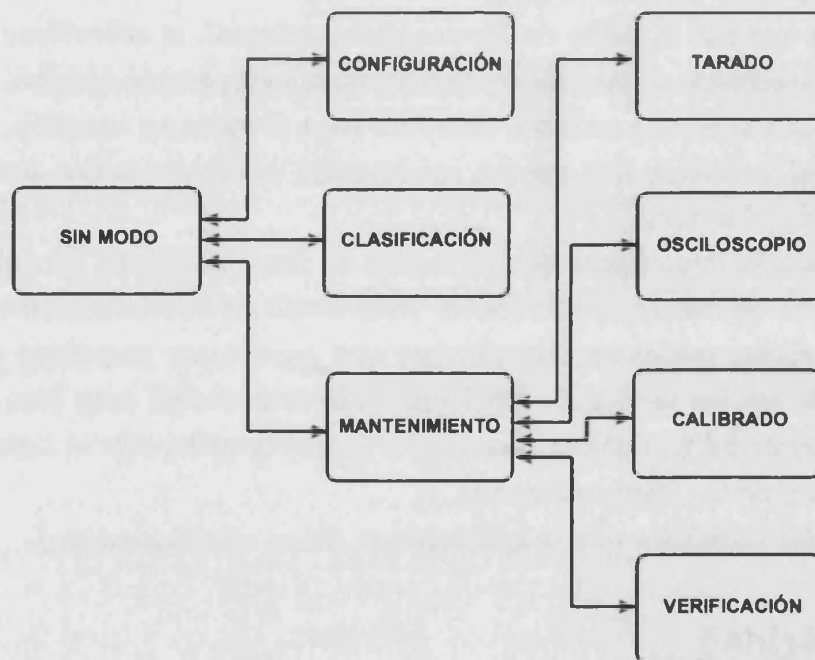 CONFIGURACIÓN
TARADO
SIN MODO
CLASIFICACIÓN
OSCILOSCOPIO
MANTENIMIENTO
CALIBRADO
VERIFICACIÓN